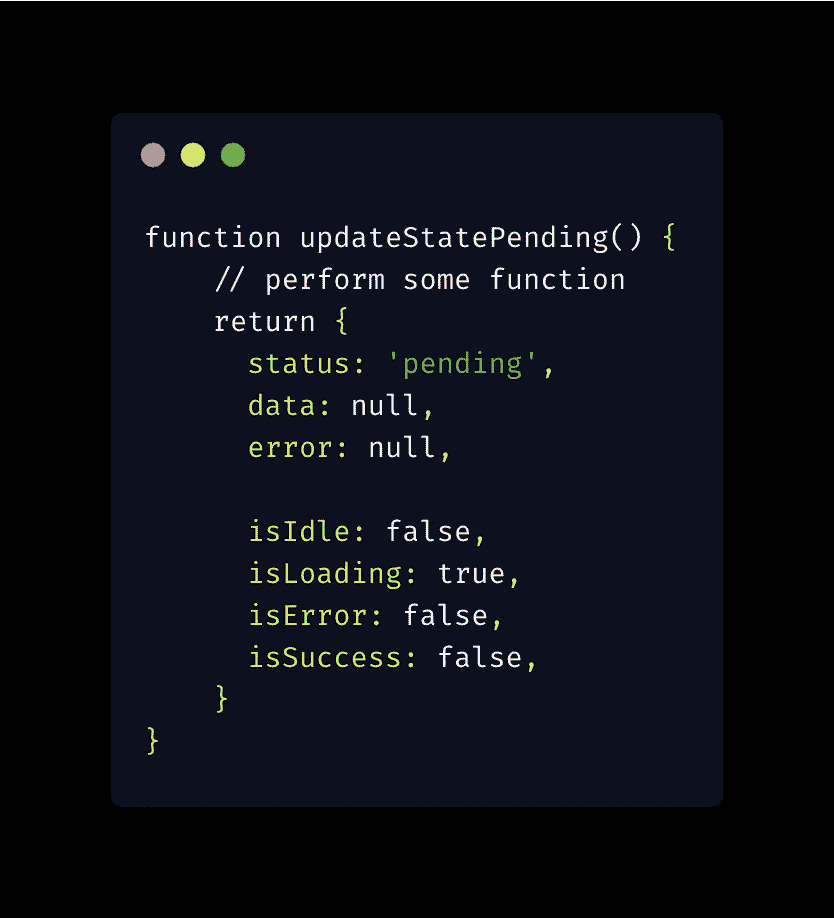 function updateStatePending() {
    // perform some function
    return {
      status: 'pending',
      data: null,
      error: null,

      isIdle: false,
      isLoading: true,
      isError: false,
      isSuccess: false,
    }
}